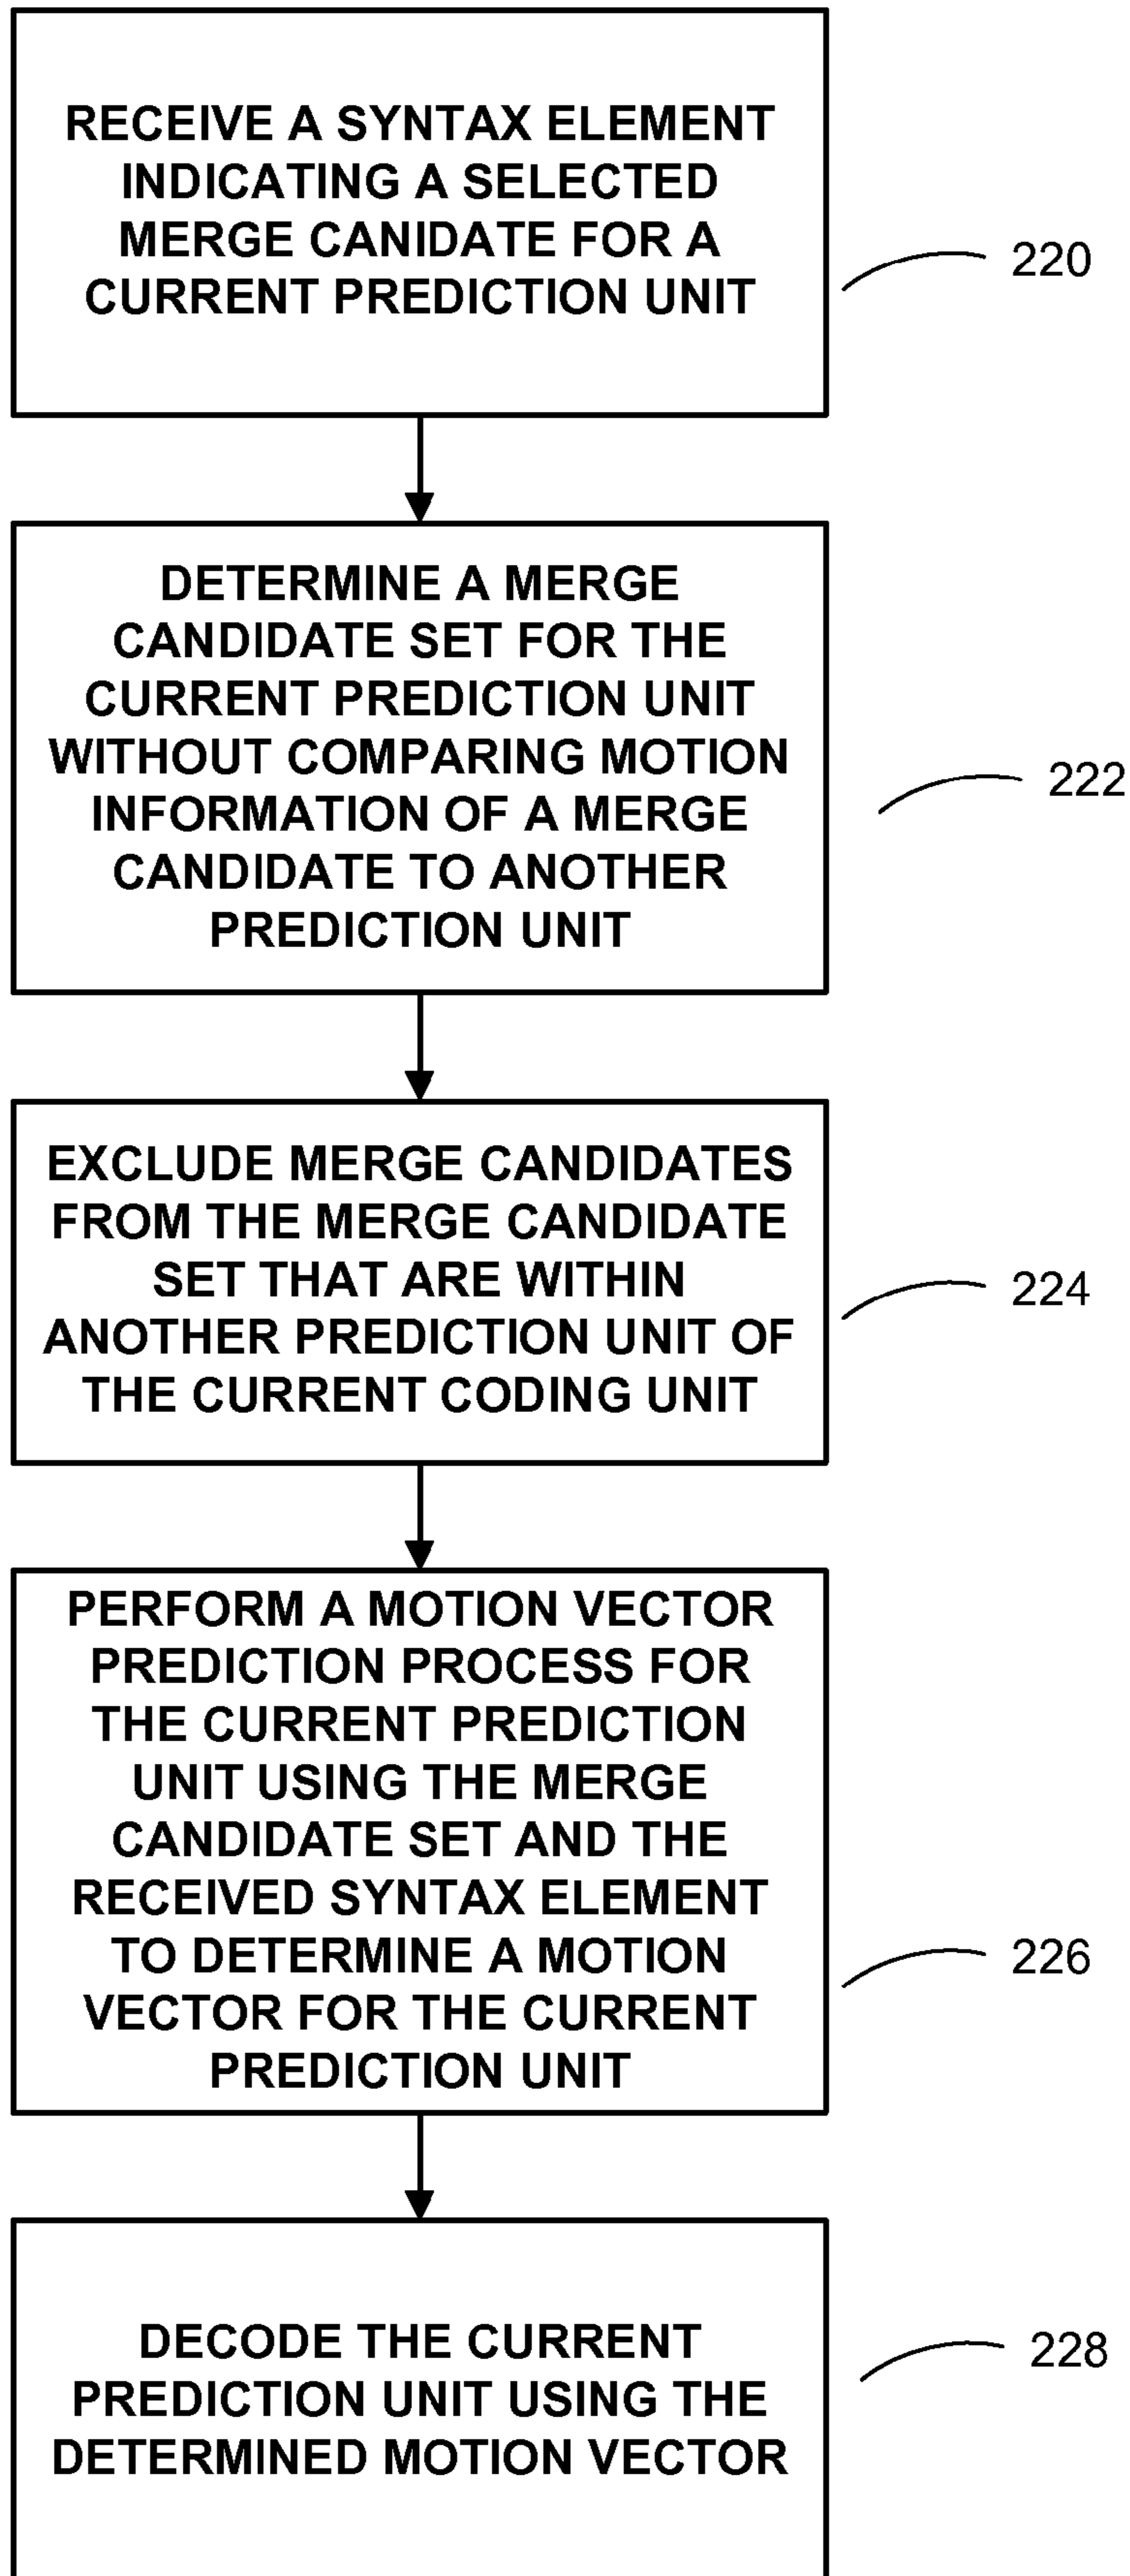 RECEIVE A SYNTAX ELEMENT
INDICATING A SELECTED
MERGE CANIDATE FOR A
CURRENT PREDICTION UNIT
220
DETERMINE A MERGE
CANDIDATE SET FOR THE
CURRENT PREDICTION UNIT
WITHOUT COMPARING MOTION
INFORMATION OF A MERGE
CANDIDATE TO ANOTHER
PREDICTION UNIT
222
EXCLUDE MERGE CANDIDATES
FROM THE MERGE CANDIDATE
SET THAT ARE WITHIN
ANOTHER PREDICTION UNIT OF
THE CURRENT CODING UNIT
224
PERFORM A MOTION VECTOR
PREDICTION PROCESS FOR
THE CURRENT PREDICTION
UNIT USING THE MERGE
CANDIDATE SET AND THE
RECEIVED SYNTAX ELEMENT
TO DETERMINE A MOTION
VECTOR FOR THE CURRENT
PREDICTION UNIT
226
DECODE THE CURRENT
PREDICTION UNIT USING THE
DETERMINED MOTION VECTOR
228